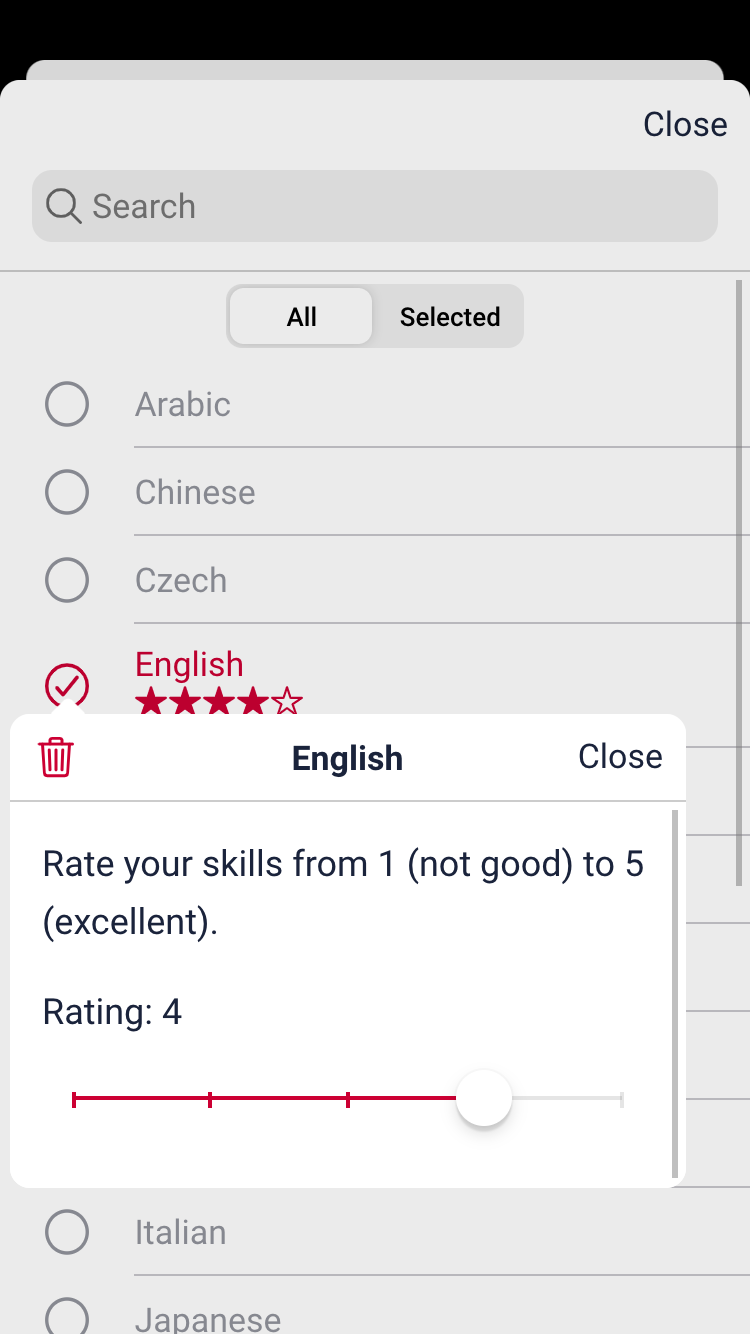 Close
Search
All Selected
Arabic
Chinese
Czech
English
English Close
Rate your skills from 1 (not good) to 5
(excellent).
Rating: 4
Italian
Japanese